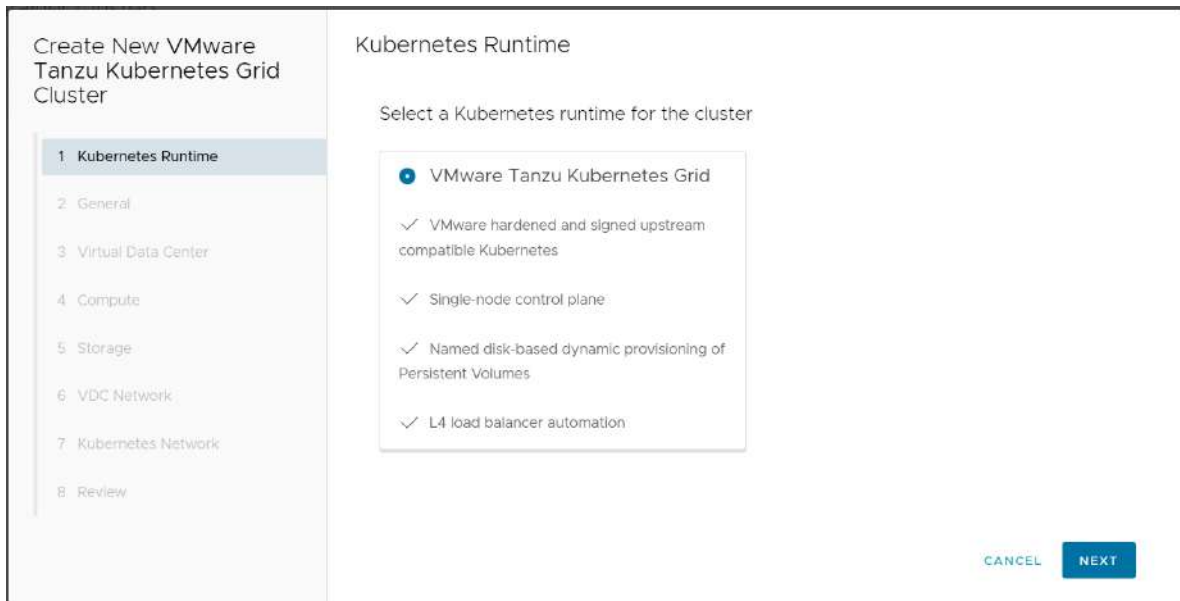 Create New VMware
Tanzu Kubernetes Grid
Cluster
1 Kubernetes Runtime
2 General
3 Virtual Data Center
4 Compute
5 Storage
6 VDC Network
7 Kubernetes Network
8 Review
Kubernetes Runtime
Select a Kubernetes runtime for the cluster
VMware Tanzu Kubernetes Grid
VMware hardened and signed upstream
compatible Kubernetes
Single-node control plane
Named disk-based dynamic provisioning of
Persistent Volumes
L4 load balancer automation
CANCEL
NEXT